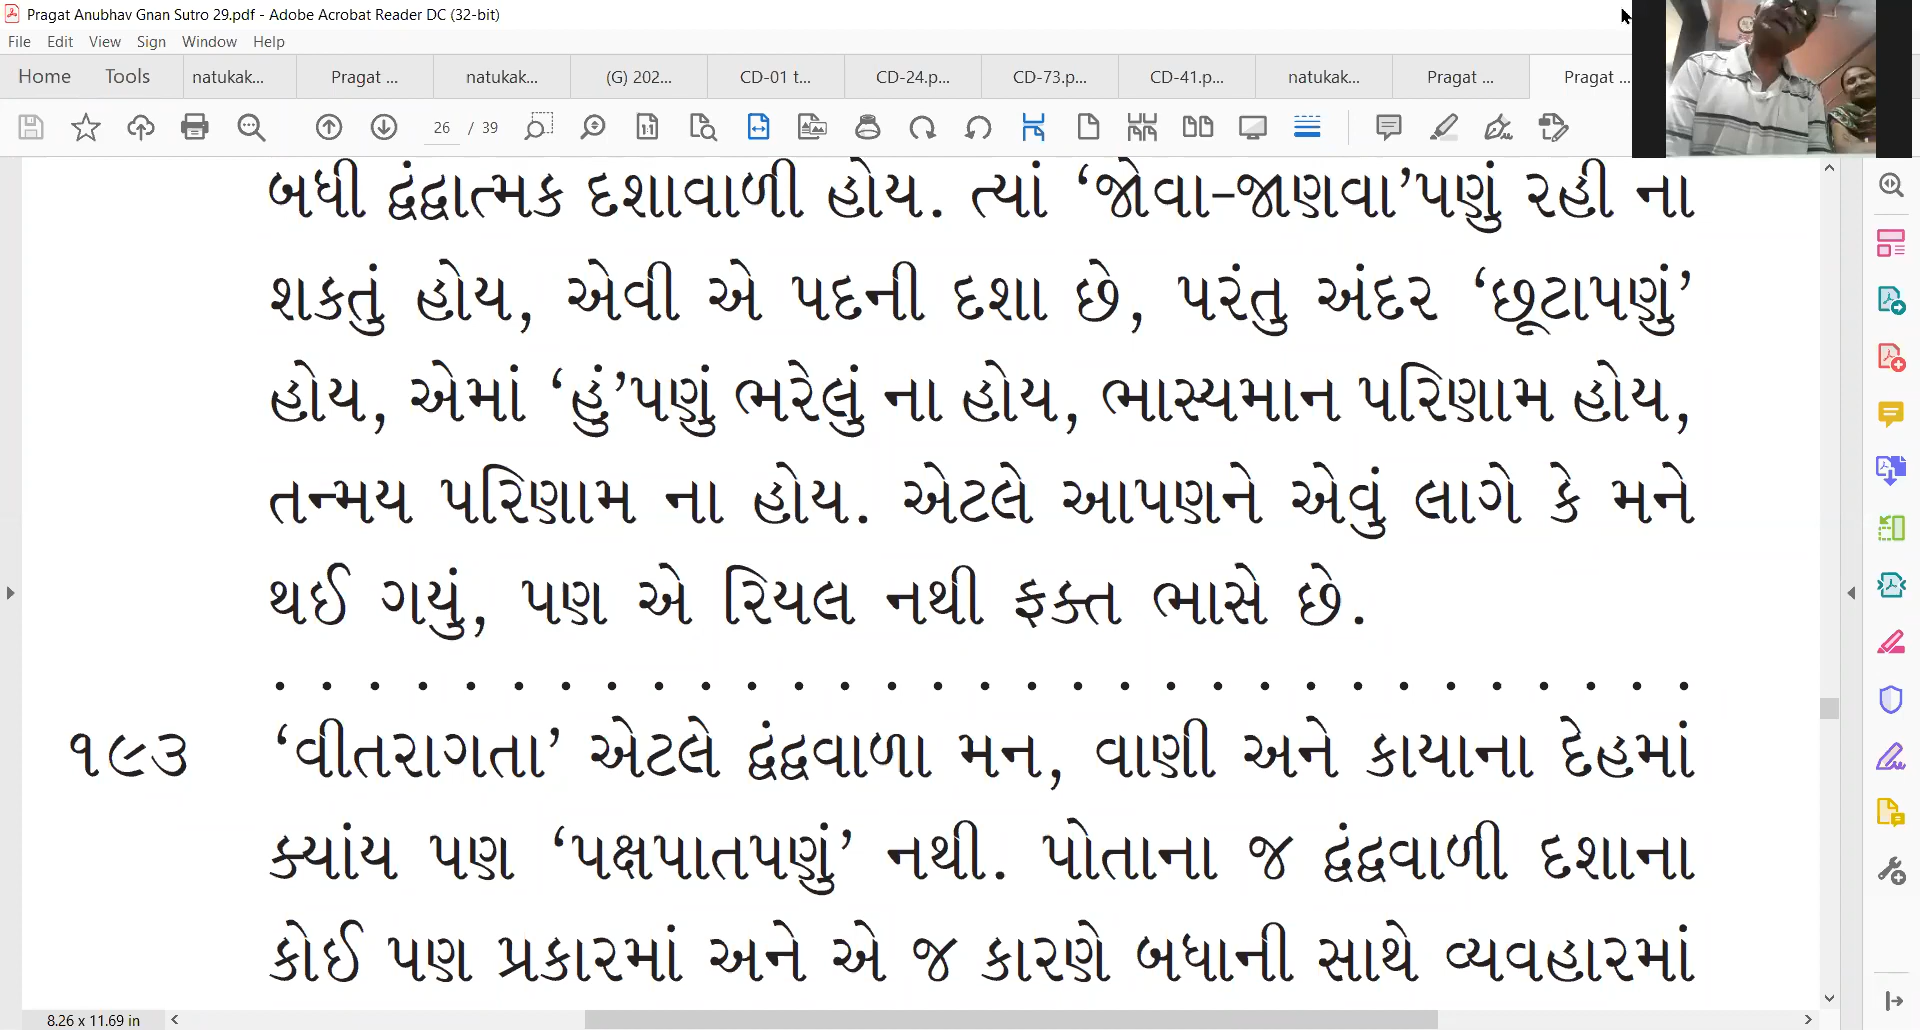 Pragat Anubhav Gnan Sutro 29.pdf - Adobe Acrobat Reader DC (32-bit)
File Edit View Sign Window Help
Home Tools natukak... Pragat ... natukak... (G) 202... CD-01 t... CD-24.p... CD-73.p... CD-41.p... natukak... Pragat ... Pragat ...
26 / 39
બધી દ્વંદ્વાત્મક દશાવાળી હોય. ત્યાં ‘જોવા-જાણવા’પણું રહી ના
શકતું હોય, એવી એ પદની દશા છે, પરંતુ અંદર ‘છૂટાપણું’
હોય, એમાં ‘હું’પણું ભરેલું ના હોય, ભાસ્યમાન પરિણામ હોય,
તન્મય પરિણામ ના હોય. એટલે આપણને એવું લાગે કે મને
થઈ ગયું, પણ એ રિયલ નથી ફક્ત ભાસે છે.
૧૯૩ ‘વીતરાગતા’ એટલે દ્વંદ્વવાળા મન, વાણી અને કાયાના દેહમાં
ક્યાંય પણ ‘પક્ષપાતપણું’ નથી. પોતાના જ દ્વંદ્વવાળી દશાના
કોઈ પણ પ્રકારમાં અને એ જ કારણે બધાની સાથે વ્યવહારમાં
8.26 x 11.69 in